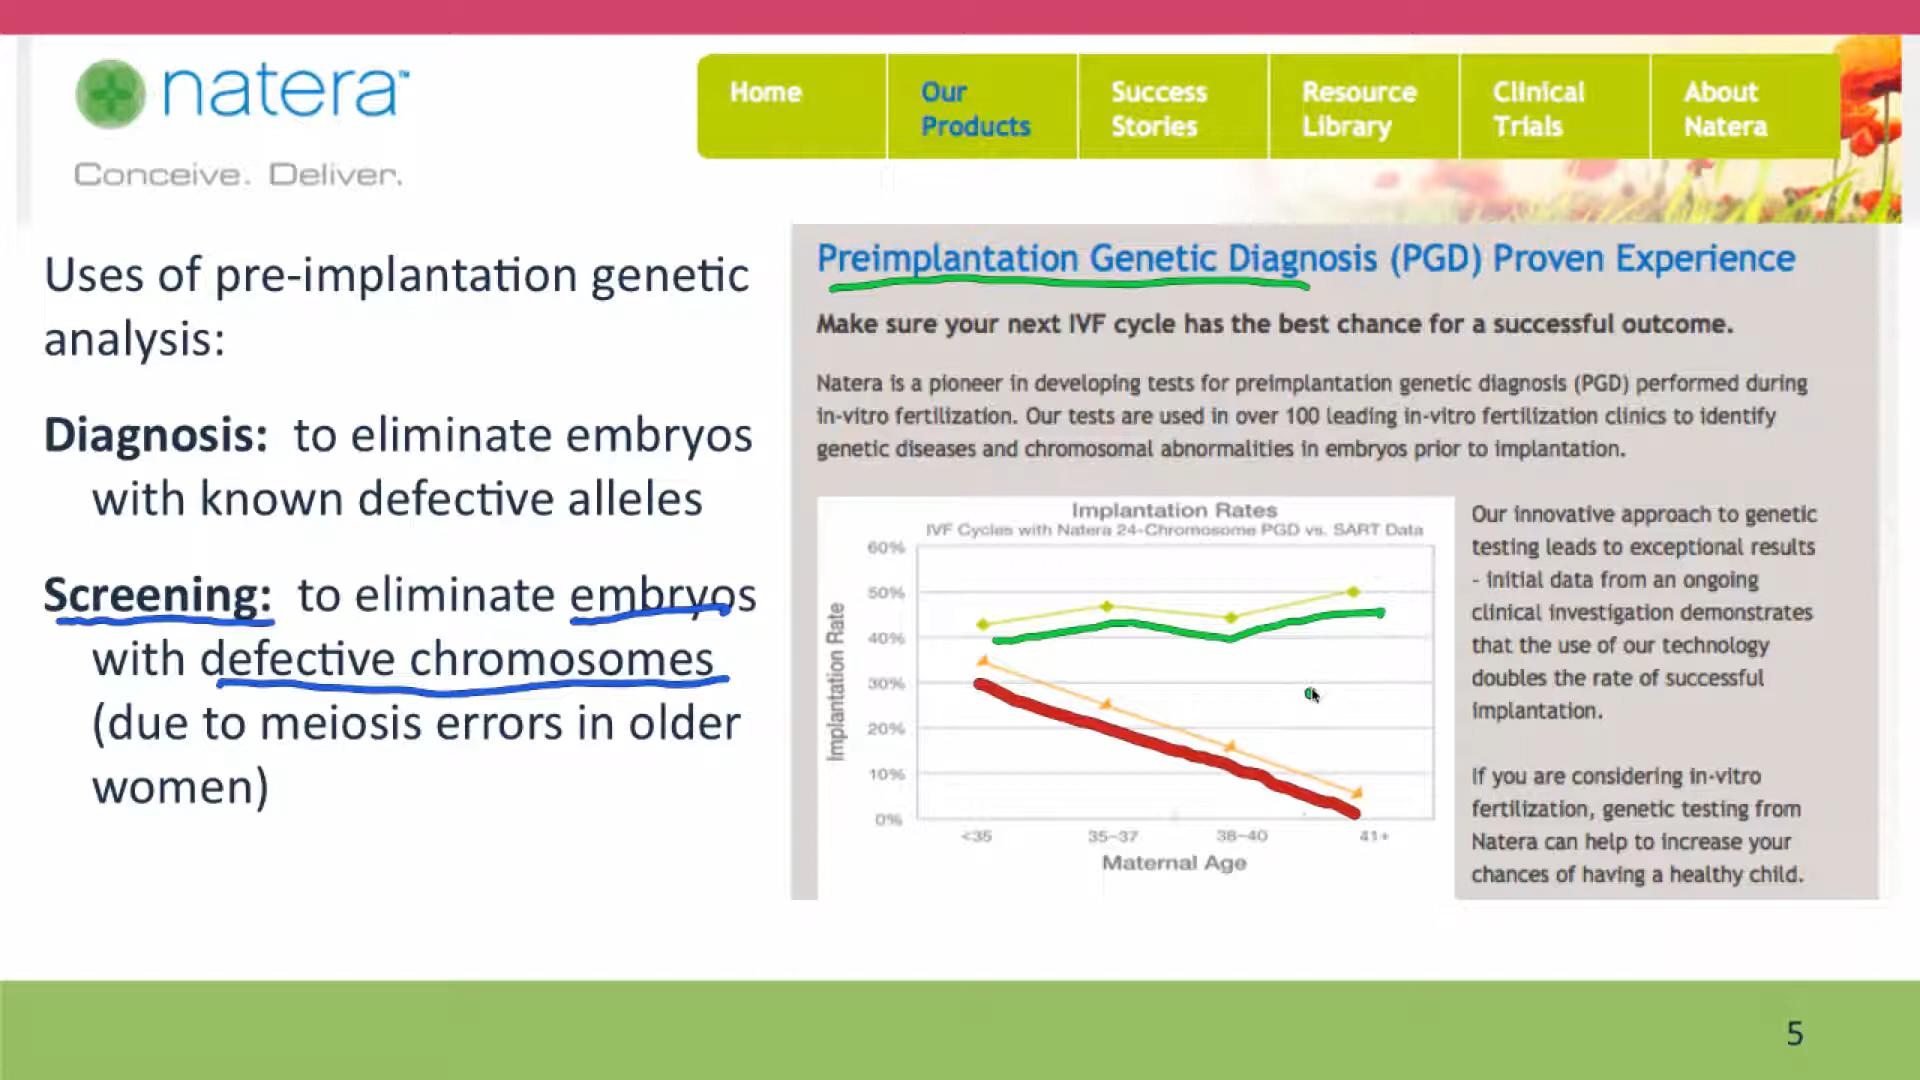 natera™
Conceive. Deliver.
Home
Our
Products
Success
Stories
Resource
Library
Clinical
Trials
About
Natera
Uses of pre-implantation genetic
analysis:
Diagnosis: to eliminate embryos
with known defective alleles
Screening: to eliminate embryos
with defective chromosomes
(due to meiosis errors in older
women)
Preimplantation Genetic Diagnosis (PGD) Proven Experience
Make sure your next IVF cycle has the best chance for a successful outcome.
Natera is a pioneer in developing tests for preimplantation genetic diagnosis (PGD) performed during
in-vitro fertilization. Our tests are used in over 100 leading in-vitro fertilization clinics to identify
genetic diseases and chromosomal abnormalities in embryos prior to implantation.
Implantation Rates
IVF Cycles with Natera 24-Chromosome PGD vs. SART Data
60%
50%
40%
30%
20%
10%
0%
Implantation Rate
<35
35-37
38-40
41+
Maternal Age
Our innovative approach to genetic
testing leads to exceptional results
- initial data from an ongoing
clinical investigation demonstrates
that the use of our technology
doubles the rate of successful
implantation.
If you are considering in-vitro
fertilization, genetic testing from
Natera can help to increase your
chances of having a healthy child.
5